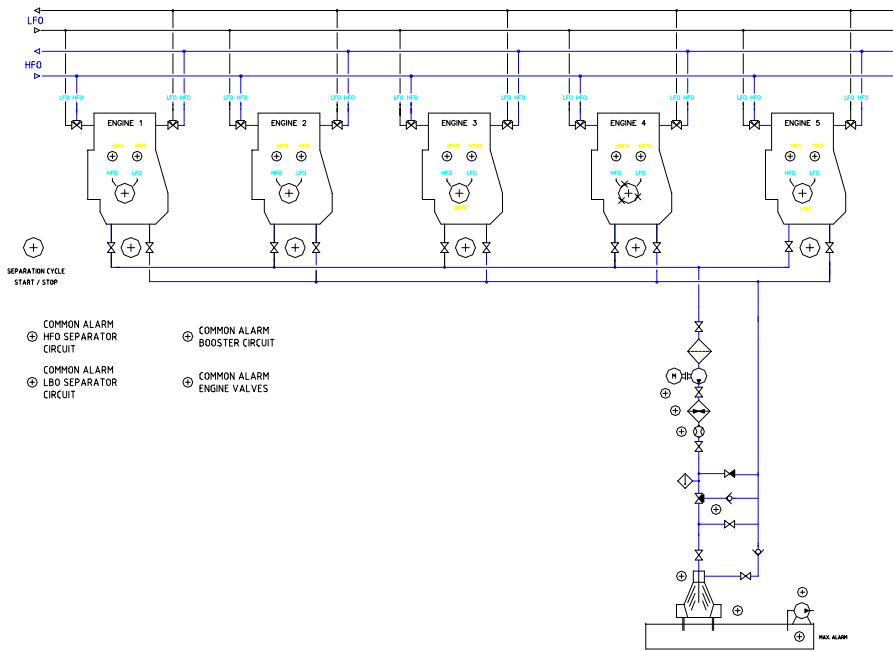 LFO
HFO
LFO HFO LFO HFO LFO HFO LFO HFO LFO HFO LFO HFO LFO HFO LFO HFO LFO HFO LFO HFO
ENGINE 1 ENGINE 2 ENGINE 3 ENGINE 4 ENGINE 5
HFO LFO HFO LFO HFO LFO HFO LFO HFO LFO
SEPARATION CYCLE
START / STOP
COMMON ALARM
HFO SEPARATOR
CIRCUIT
COMMON ALARM
BOOSTER CIRCUIT
COMMON ALARM
LBO SEPARATOR
CIRCUIT
COMMON ALARM
ENGINE VALVES
M
MAX. ALARM